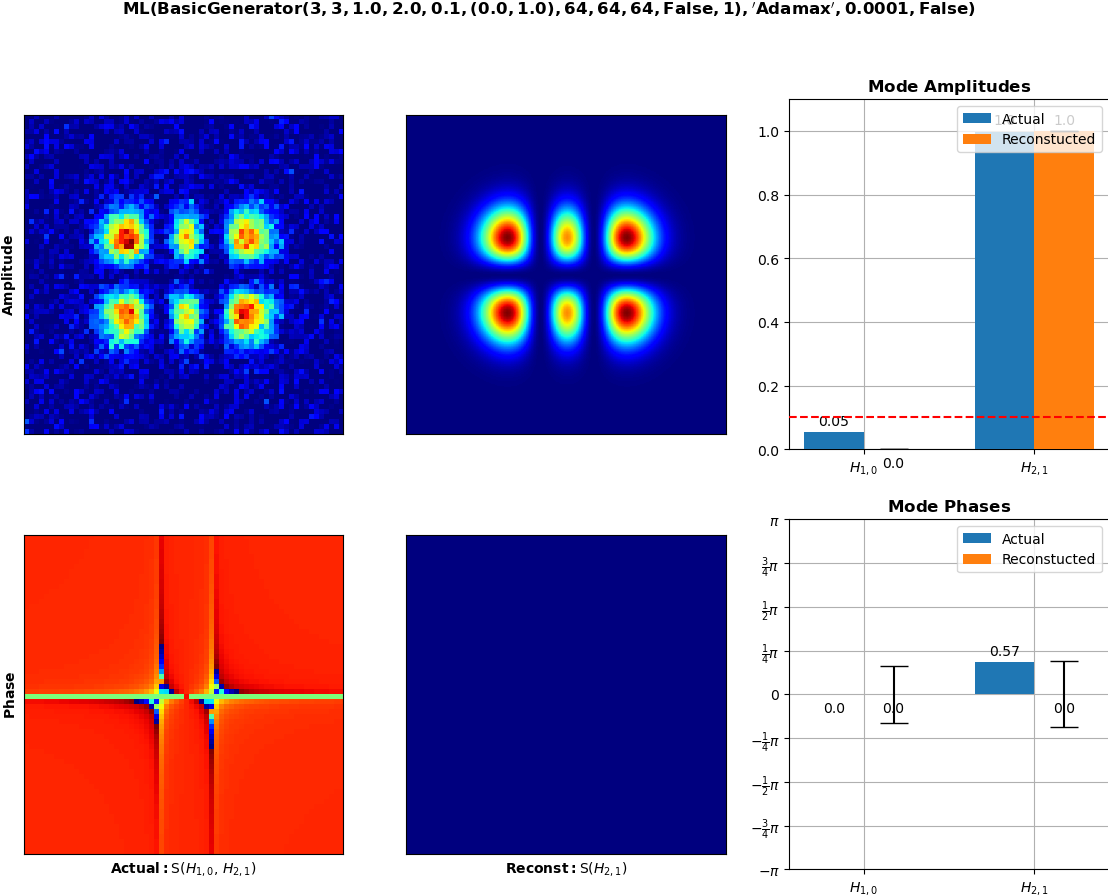 ML(BasicGenerator(3, 3, 1.0, 2.0, 0.1, (0.0, 1.0), 64, 64, 64, False, 1), ′Adamax′, 0.0001, False)
Amplitude
Mode Amplitudes
Actual
Reconstucted
1.0
1.0
0.8
0.6
0.4
0.2
0.0
0.05
0.0
H1,0
H2,1
Phase
Actual: S(H1,0, H2,1)
Reconst: S(H2,1)
Mode Phases
Actual
Reconstucted
π
3/4π
1/2π
1/4π
0
−1/4π
−1/2π
−3/4π
−π
0.0
0.0
0.57
0.0
H1,0
H2,1